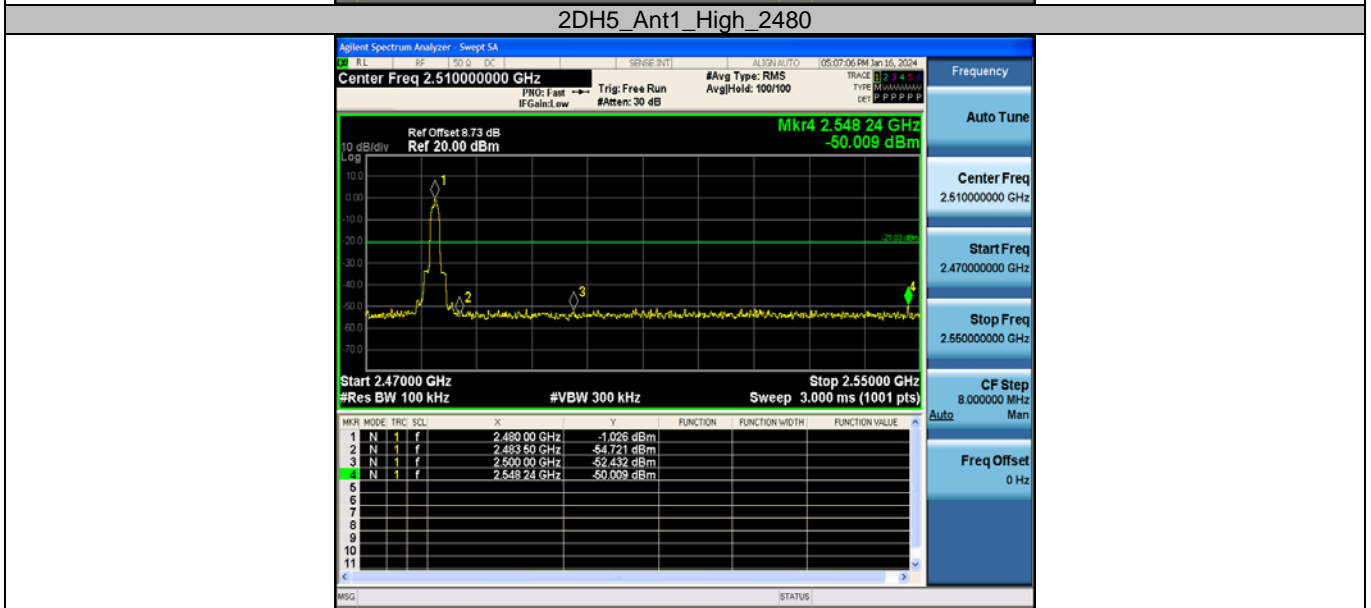 2DH5_Ant1_High_2480
Agilent Spectrum Analyzer - Swept SA
RL RF 50 Ω DC SENSE:INT ALIGN AUTO 05:07:06 PM Jan 16, 2024
Center Freq 2.510000000 GHz
PNO: Fast
IFGain:Low
Trig: Free Run
#Atten: 30 dB
#Avg Type: RMS
Avg|Hold: 100/100
TRACE 1 2 3 4 5 6
TYPE M
DET P P P P P P
Frequency
Auto Tune
Center Freq
2.510000000 GHz
Start Freq
2.470000000 GHz
Stop Freq
2.550000000 GHz
CF Step
8.000000 MHz
Auto Man
Freq Offset
0 Hz
Mkr4 2.548 24 GHz
-50.009 dBm
Ref Offset 8.73 dB
10 dB/div Ref 20.00 dBm
Log
10.0
0.00
-10.0
-20.0
-30.0
-40.0
-50.0
-60.0
-70.0
-21.03 dBm
1
2
3
4
Start 2.47000 GHz Stop 2.55000 GHz
#Res BW 100 kHz #VBW 300 kHz Sweep 3.000 ms (1001 pts)
MKR MODE TRC SCL X Y FUNCTION FUNCTION WIDTH FUNCTION VALUE
1 N 1 f 2.480 00 GHz -1.026 dBm
2 N 1 f 2.483 50 GHz -54.721 dBm
3 N 1 f 2.500 00 GHz -52.432 dBm
4 N 1 f 2.548 24 GHz -50.009 dBm
5
6
7
8
9
10
11
MSG STATUS